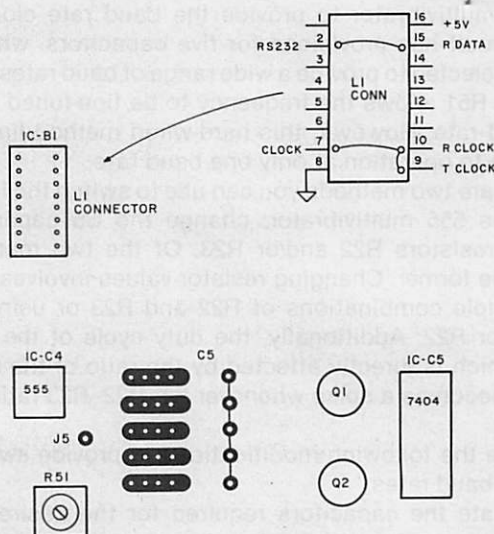 1 16 +5V
RS232 2 15 R DATA
3 14
4 L1 13
5 CONN 12
6 11
CLOCK 7 10 R CLOCK
8 9 T CLOCK
IC-B1
L1
CONNECTOR
IC-C4
555
C5
IC-C5
7404
Q1
J5
R51
Q2